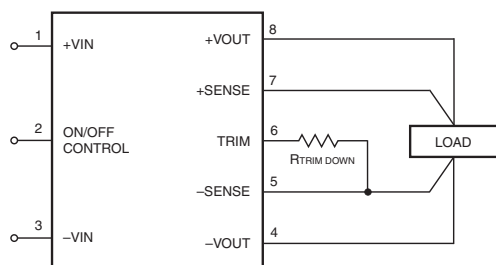 1
+VIN
2
ON/OFF
CONTROL
3
–VIN
+VOUT
8
+SENSE
7
TRIM
6
RTRIM DOWN
–SENSE
5
–VOUT
4
LOAD